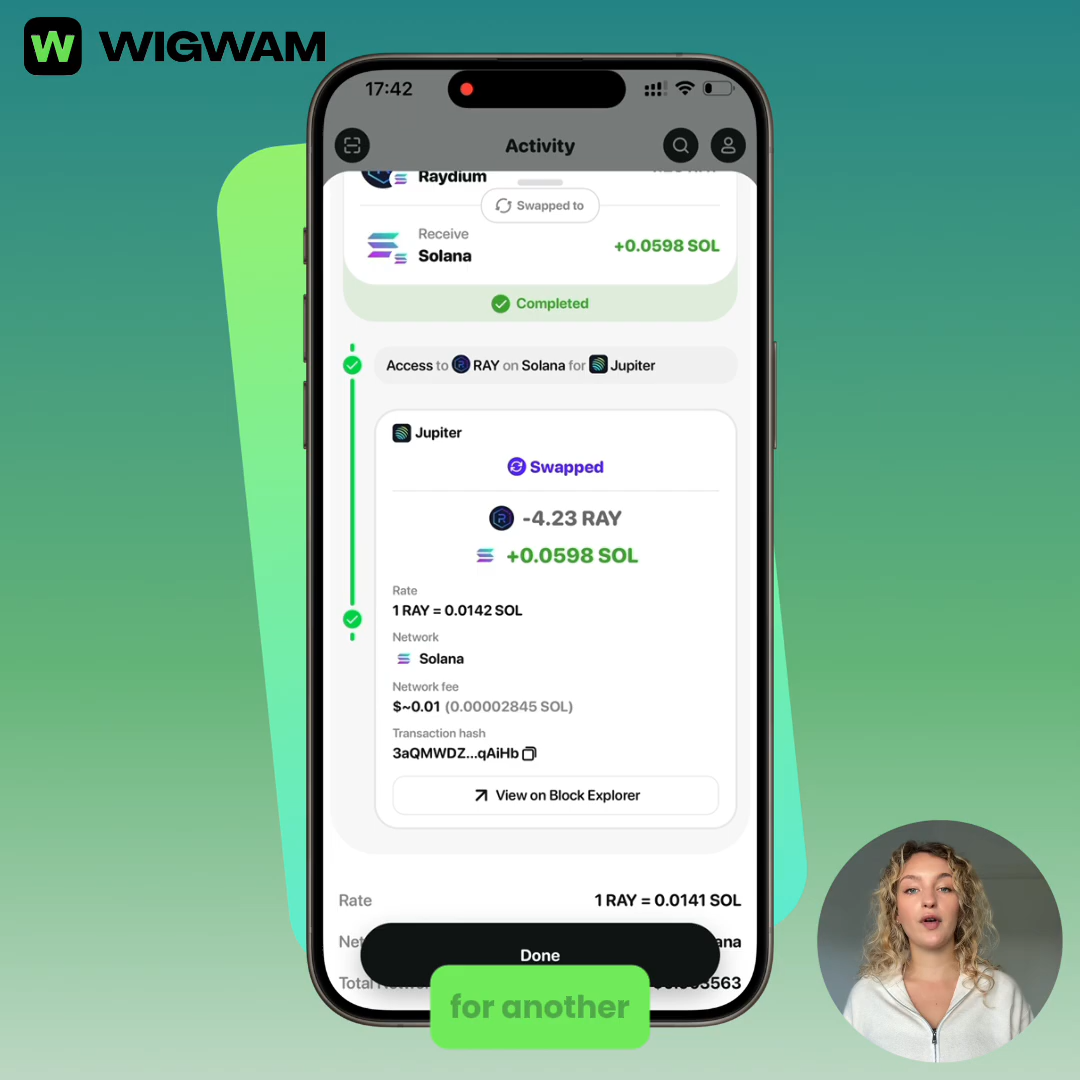 W WIGWAM
17:42
Activity
Raydium
Swapped to
Receive
Solana
+0.0598 SOL
Completed
Access to RAY on Solana for Jupiter
Jupiter
Swapped
-4.23 RAY
+0.0598 SOL
Rate
1 RAY = 0.0142 SOL
Network
Solana
Network fee
$~0.01 (0.00002845 SOL)
Transaction hash
3aQMWDZ...qAiHb
View on Block Explorer
Rate
1 RAY = 0.0141 SOL
Done
for another